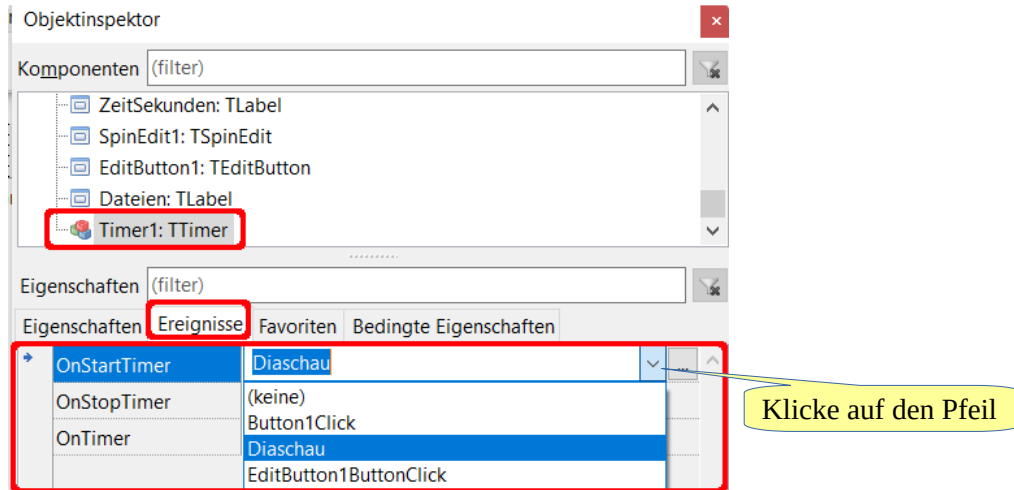 Objektinspektor
Komponenten (filter)
ZeitSekunden: TLabel
SpinEdit1: TSpinEdit
EditButton1: TEditButton
Dateien: TLabel
Timer1: TTimer
Eigenschaften (filter)
Eigenschaften Ereignisse Favoriten Bedingte Eigenschaften
OnStartTimer Diaschau ...
OnStopTimer (keine)
Button1Click
OnTimer Diaschau
EditButton1ButtonClick
Klicke auf den Pfeil